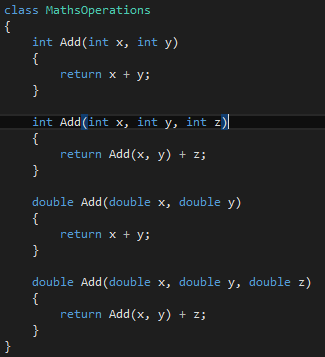 class MathsOperations
{
    int Add(int x, int y)
    {
        return x + y;
    }

    int Add(int x, int y, int z)
    {
        return Add(x, y) + z;
    }

    double Add(double x, double y)
    {
        return x + y;
    }

    double Add(double x, double y, double z)
    {
        return Add(x, y) + z;
    }
}